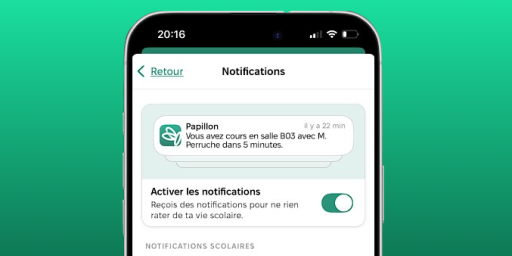 20:16
Retour
Notifications
Papillon
il y a 22 min
Vous avez cours en salle B03 avec M.
Perruche dans 5 minutes.
Activer les notifications
Reçois des notifications pour ne rien
rater de ta vie scolaire.
NOTIFICATIONS SCOLAIRES